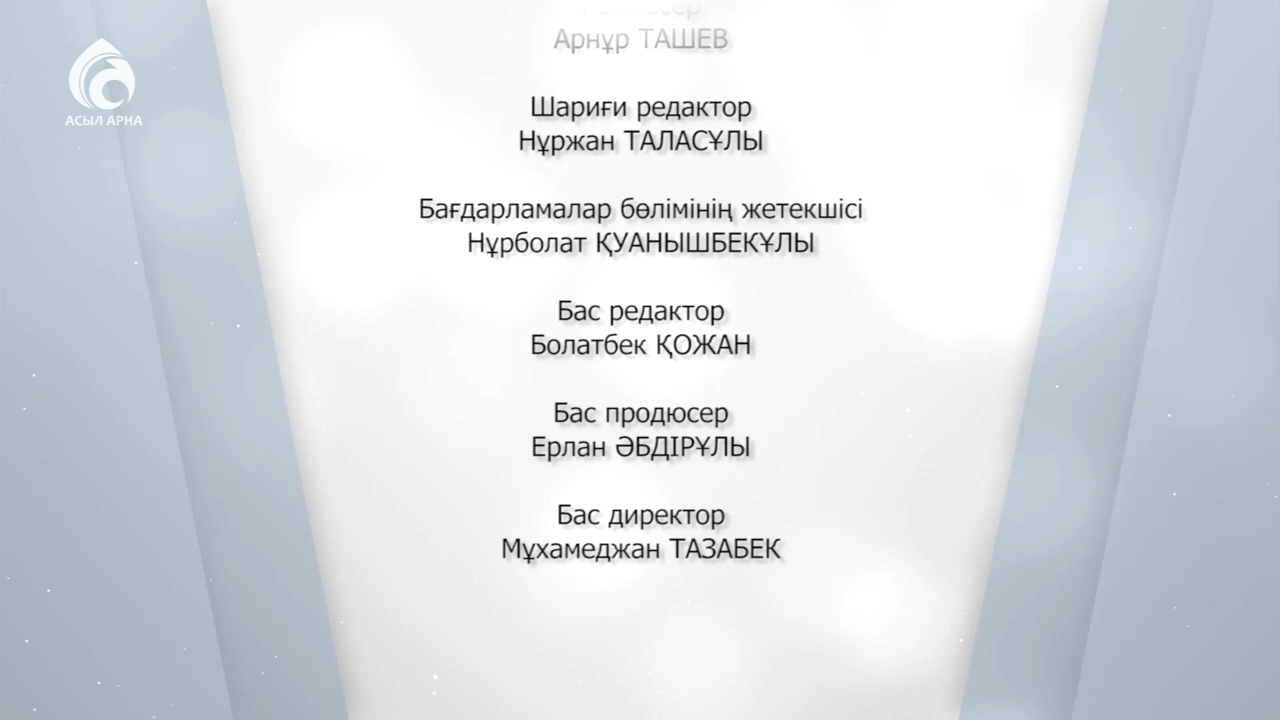 Арнұр ТАШЕВ
АСЫЛ АРНА
Шариғи редактор
Нұржан ТАЛАСҰЛЫ
Бағдарламалар бөлімінің жетекшісі
Нұрболат ҚУАНЫШБЕКҰЛЫ
Бас редактор
Болатбек ҚОЖАН
Бас продюсер
Ерлан ӘБДІРҰЛЫ
Бас директор
Мұхамеджан ТАЗАБЕК